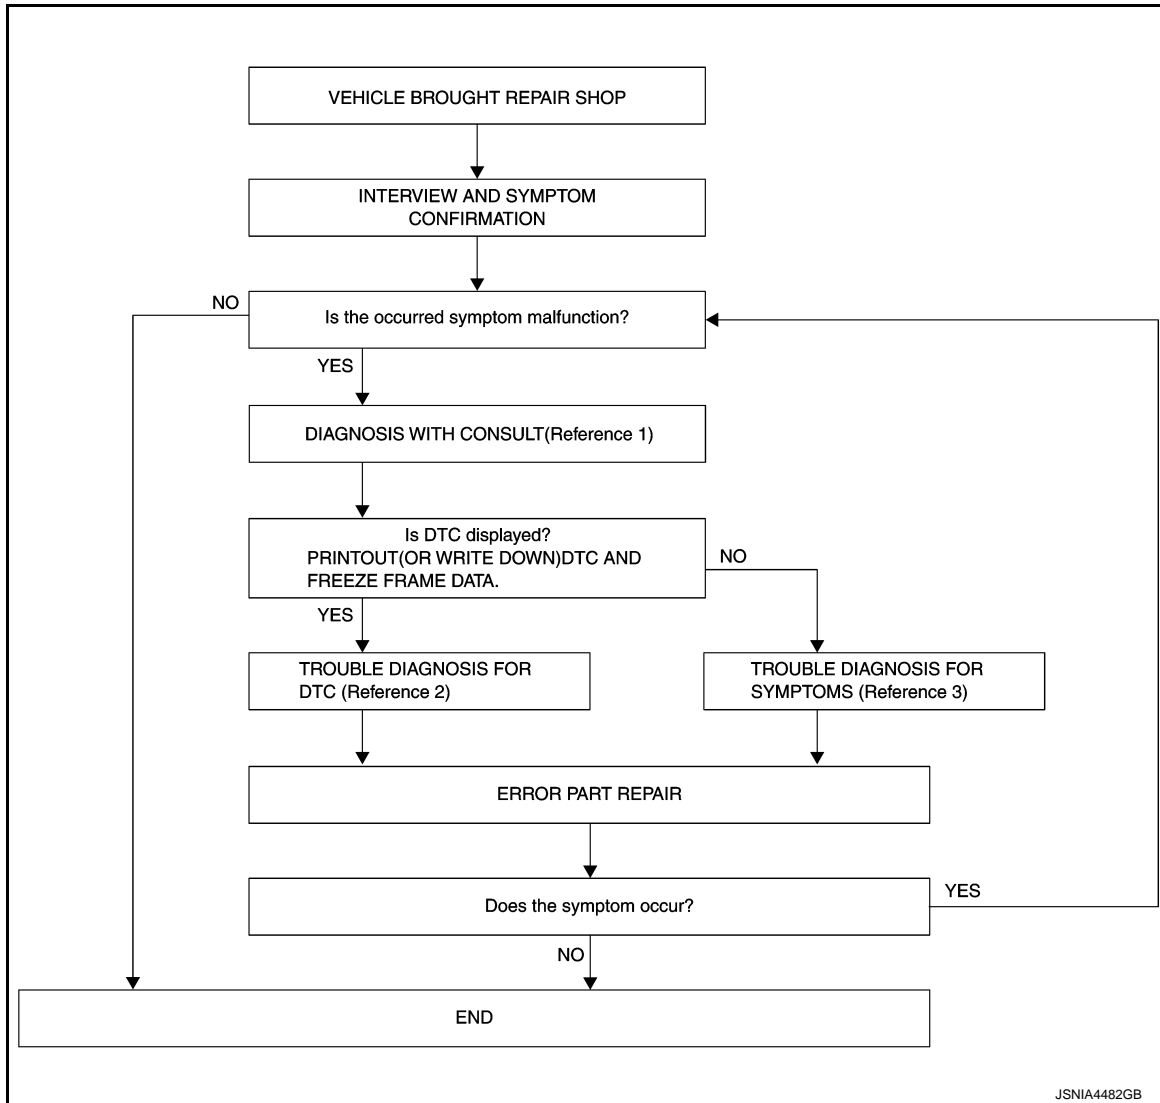 VEHICLE BROUGHT REPAIR SHOP
INTERVIEW AND SYMPTOM
CONFIRMATION
NO
Is the occurred symptom malfunction?
YES
DIAGNOSIS WITH CONSULT(Reference 1)
Is DTC displayed?
PRINTOUT(OR WRITE DOWN)DTC AND
FREEZE FRAME DATA.
NO
YES
TROUBLE DIAGNOSIS FOR
DTC (Reference 2)
TROUBLE DIAGNOSIS FOR
SYMPTOMS (Reference 3)
ERROR PART REPAIR
Does the symptom occur?
YES
NO
END
JSNIA4482GB